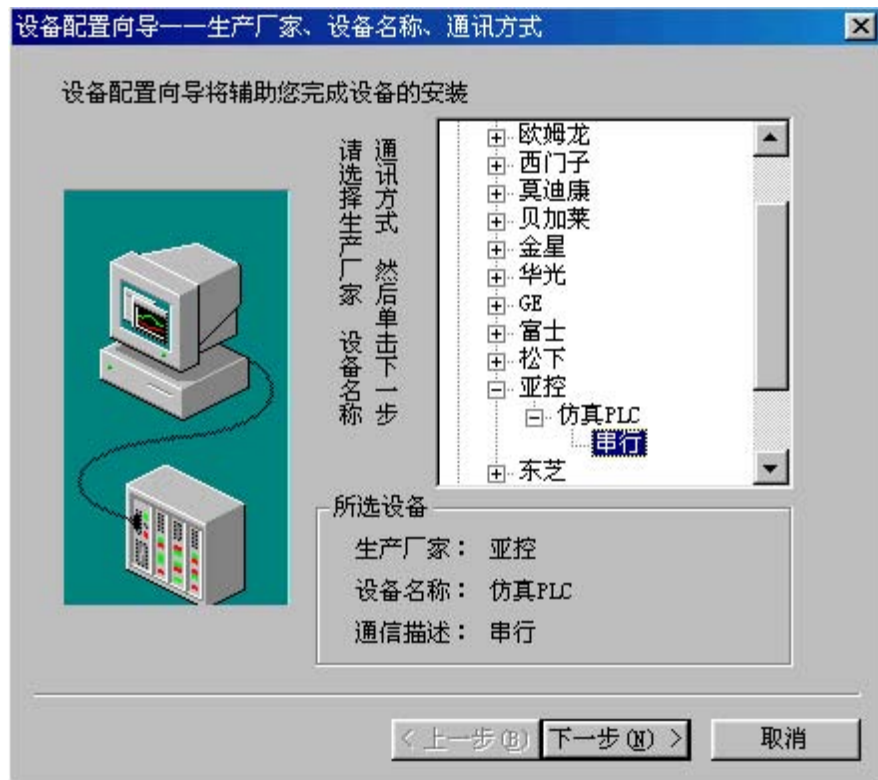 设备配置向导——生产厂家、设备名称、通讯方式
设备配置向导将辅助您完成设备的安装
请选择生产厂家 设备名称
通讯方式 然后单击下一步
欧姆龙
西门子
莫迪康
贝加莱
金星
华光
GE
富士
松下
亚控
仿真PLC
串行
东芝
所选设备
生产厂家： 亚控
设备名称： 仿真PLC
通信描述： 串行
< 上一步(B)
下一步(N) >
取消